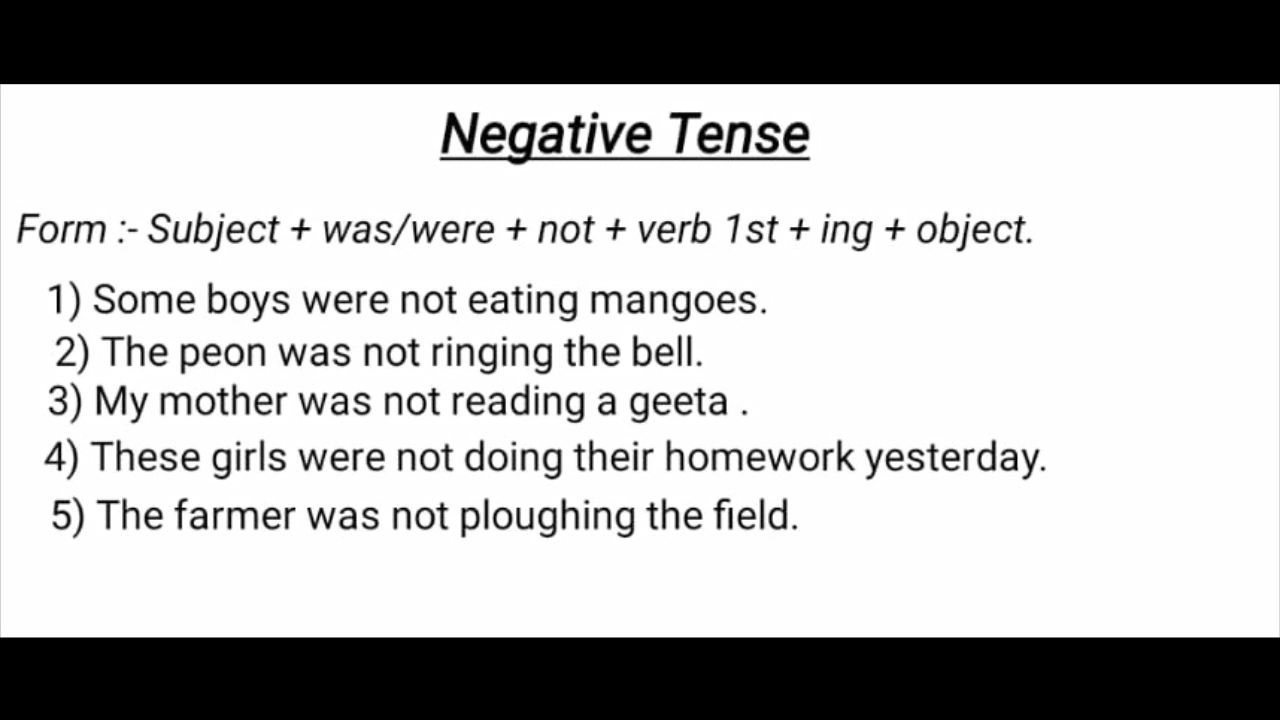 Negative Tense
Form :- Subject + was/were + not + verb 1st + ing + object.
1) Some boys were not eating mangoes.
2) The peon was not ringing the bell.
3) My mother was not reading a geeta .
4) These girls were not doing their homework yesterday.
5) The farmer was not ploughing the field.